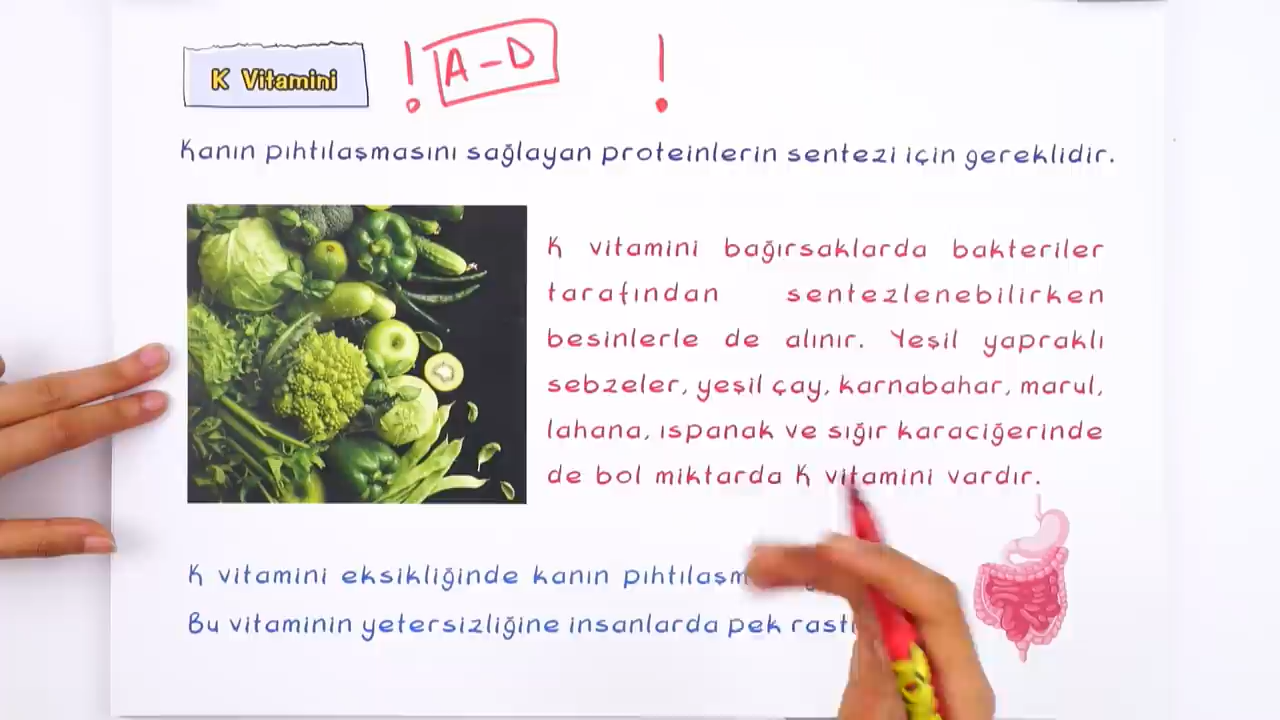 K Vitamini
! A-D !
Kanın pıhtılaşmasını sağlayan proteinlerin sentezi için gereklidir.
K vitamini bağırsaklarda bakteriler
tarafından sentezlenebilirken
besinlerle de alınır. Yeşil yapraklı
sebzeler, yeşil çay, karnabahar, marul,
lahana, ıspanak ve sığır karaciğerinde
de bol miktarda K vitamini vardır.
K vitamini eksikliğinde kanın
Bu vitaminin yetersizliğine insanlarda pek